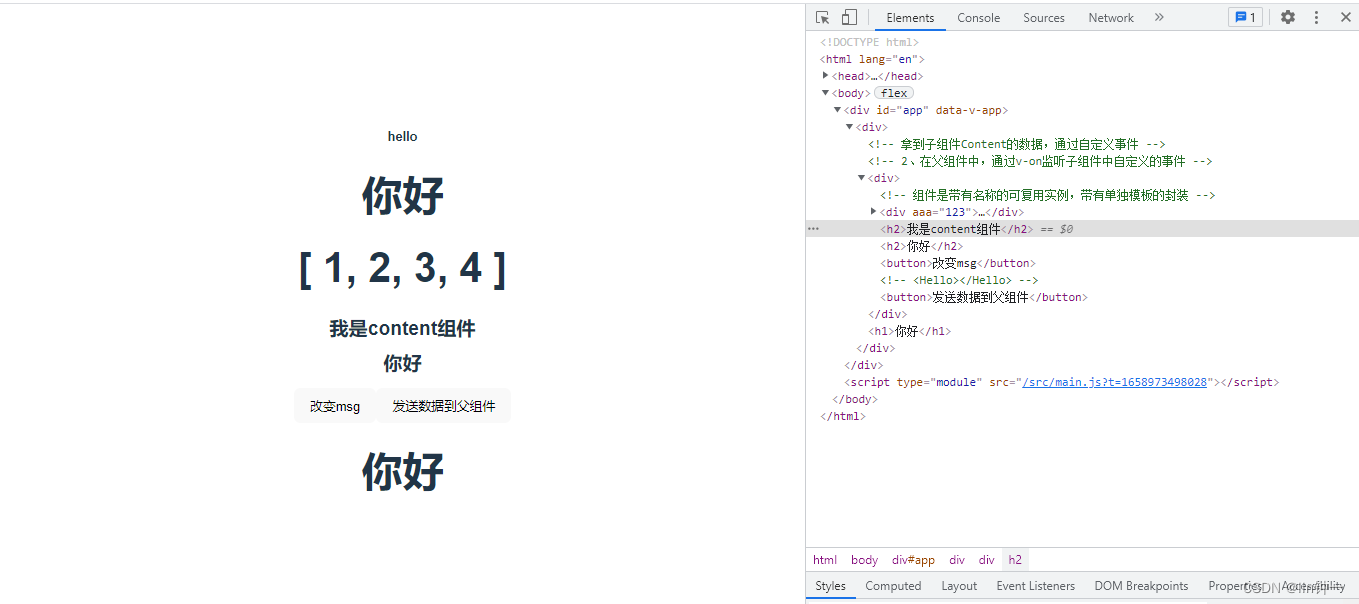 hello
你好
[ 1, 2, 3, 4 ]
我是content组件
你好
改变msg 发送数据到父组件
你好
Elements Console Sources Network » 1
<!DOCTYPE html>
<html lang="en">
<head>…</head>
<body> flex
<div id="app" data-v-app>
<div>
<!-- 拿到子组件Content的数据，通过自定义事件 -->
<!-- 2、在父组件中，通过v-on监听子组件中自定义的事件 -->
<div>
<!-- 组件是带有名称的可复用实例，带有单独模板的封装 -->
<div aaa="123">…</div>
<h2>我是content组件</h2> == $0
<h2>你好</h2>
<button>改变msg</button>
<!-- <Hello></Hello> -->
<button>发送数据到父组件</button>
</div>
<h1>你好</h1>
</div>
</div>
<script type="module" src="/src/main.js?t=1658973498028"></script>
</body>
</html>
html body div#app div div h2
Styles Computed Layout Event Listeners DOM Breakpoints Properties Accessibility
CSDN